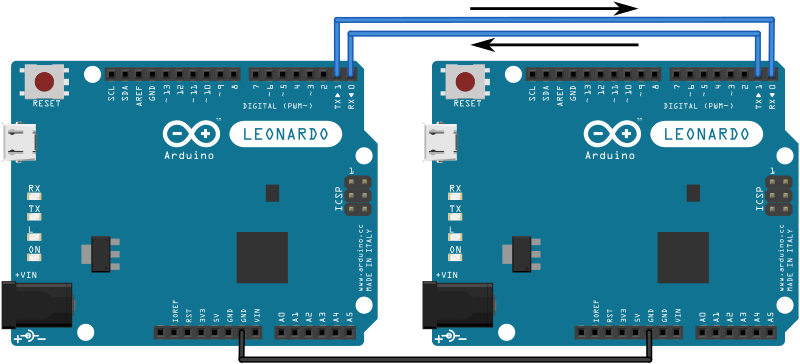 RESET
SCL
SDA
AREF
GND
~13
12
~11
~10
~9
8
7
~6
~5
4
~3
2
TX▶ 1
RX◀ 0
DIGITAL (PWM~)
LEONARDO
TM
Arduino
1
ICSP
RX
TX
L
ON
+VIN
www.arduino.cc
MADE IN ITALY
IOREF
RST
3V3
5V
GND
GND
VIN
A0
A1
A2
A3
A4
A5
RESET
SCL
SDA
AREF
GND
~13
12
~11
~10
~9
8
7
~6
~5
4
~3
2
TX▶ 1
RX◀ 0
DIGITAL (PWM~)
LEONARDO
TM
Arduino
1
ICSP
RX
TX
L
ON
+VIN
www.arduino.cc
MADE IN ITALY
IOREF
RST
3V3
5V
GND
GND
VIN
A0
A1
A2
A3
A4
A5